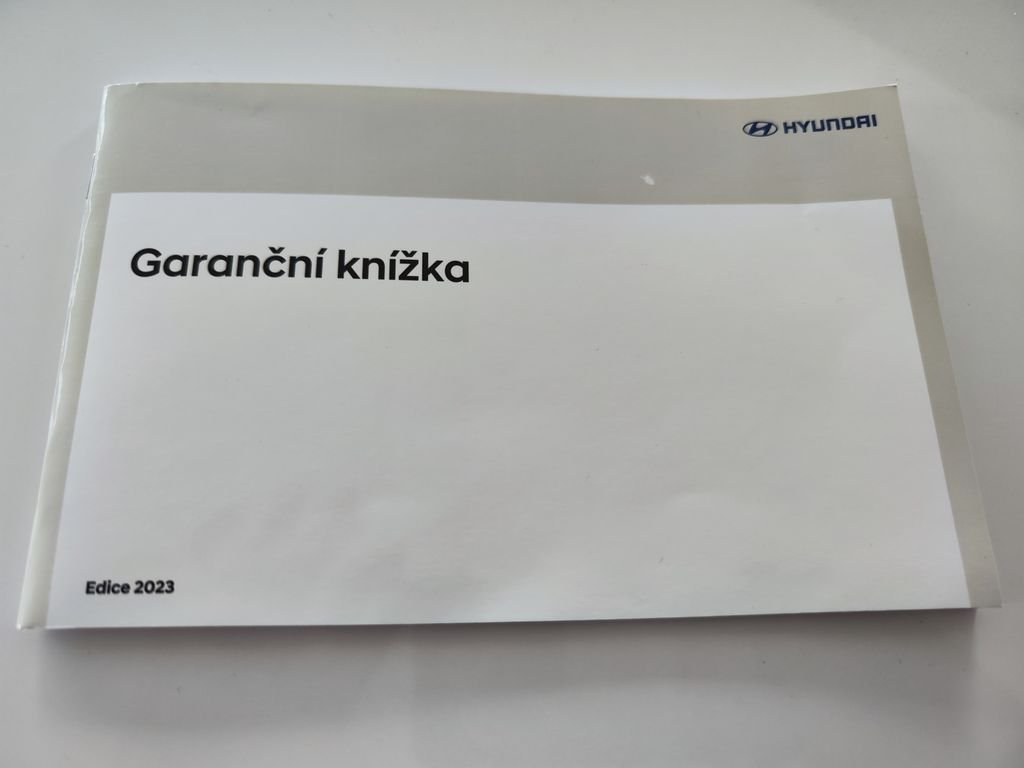 HYUNDAI
Garanční knížka
Edice 2023